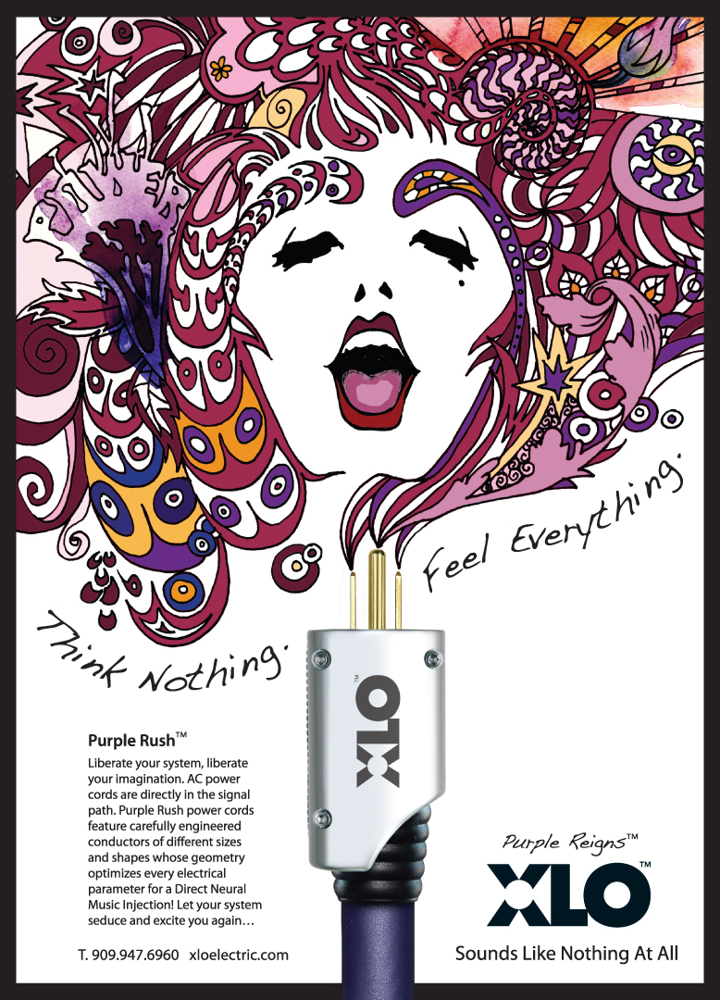 Think Nothing.
Feel Everything.
XLO™
Purple Rush™
Liberate your system, liberate
your imagination. AC power
cords are directly in the signal
path. Purple Rush power cords
feature carefully engineered
conductors of different sizes
and shapes whose geometry
optimizes every electrical
parameter for a Direct Neural
Music Injection! Let your system
seduce and excite you again…
T. 909.947.6960 xloelectric.com
Purple Reigns™
XLO™
Sounds Like Nothing At All